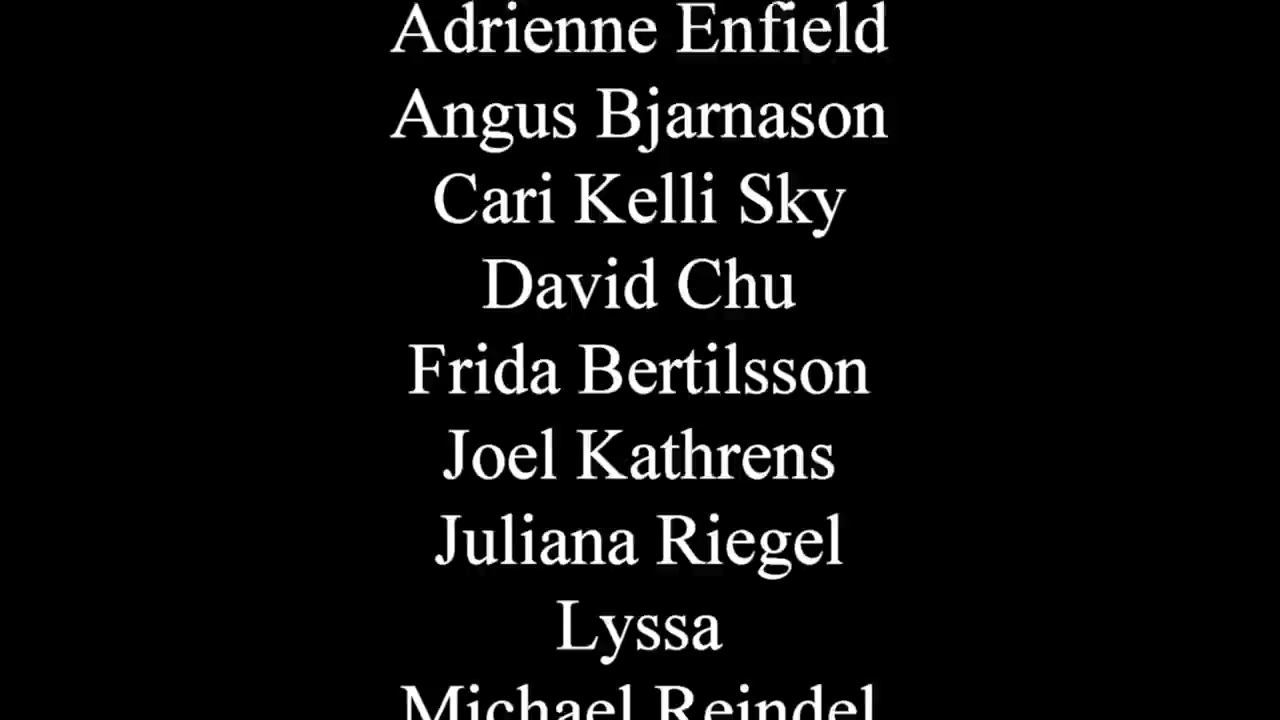 Adrienne Enfield
Angus Bjarnason
Cari Kelli Sky
David Chu
Frida Bertilsson
Joel Kathrens
Juliana Riegel
Lyssa
Michael Reindel